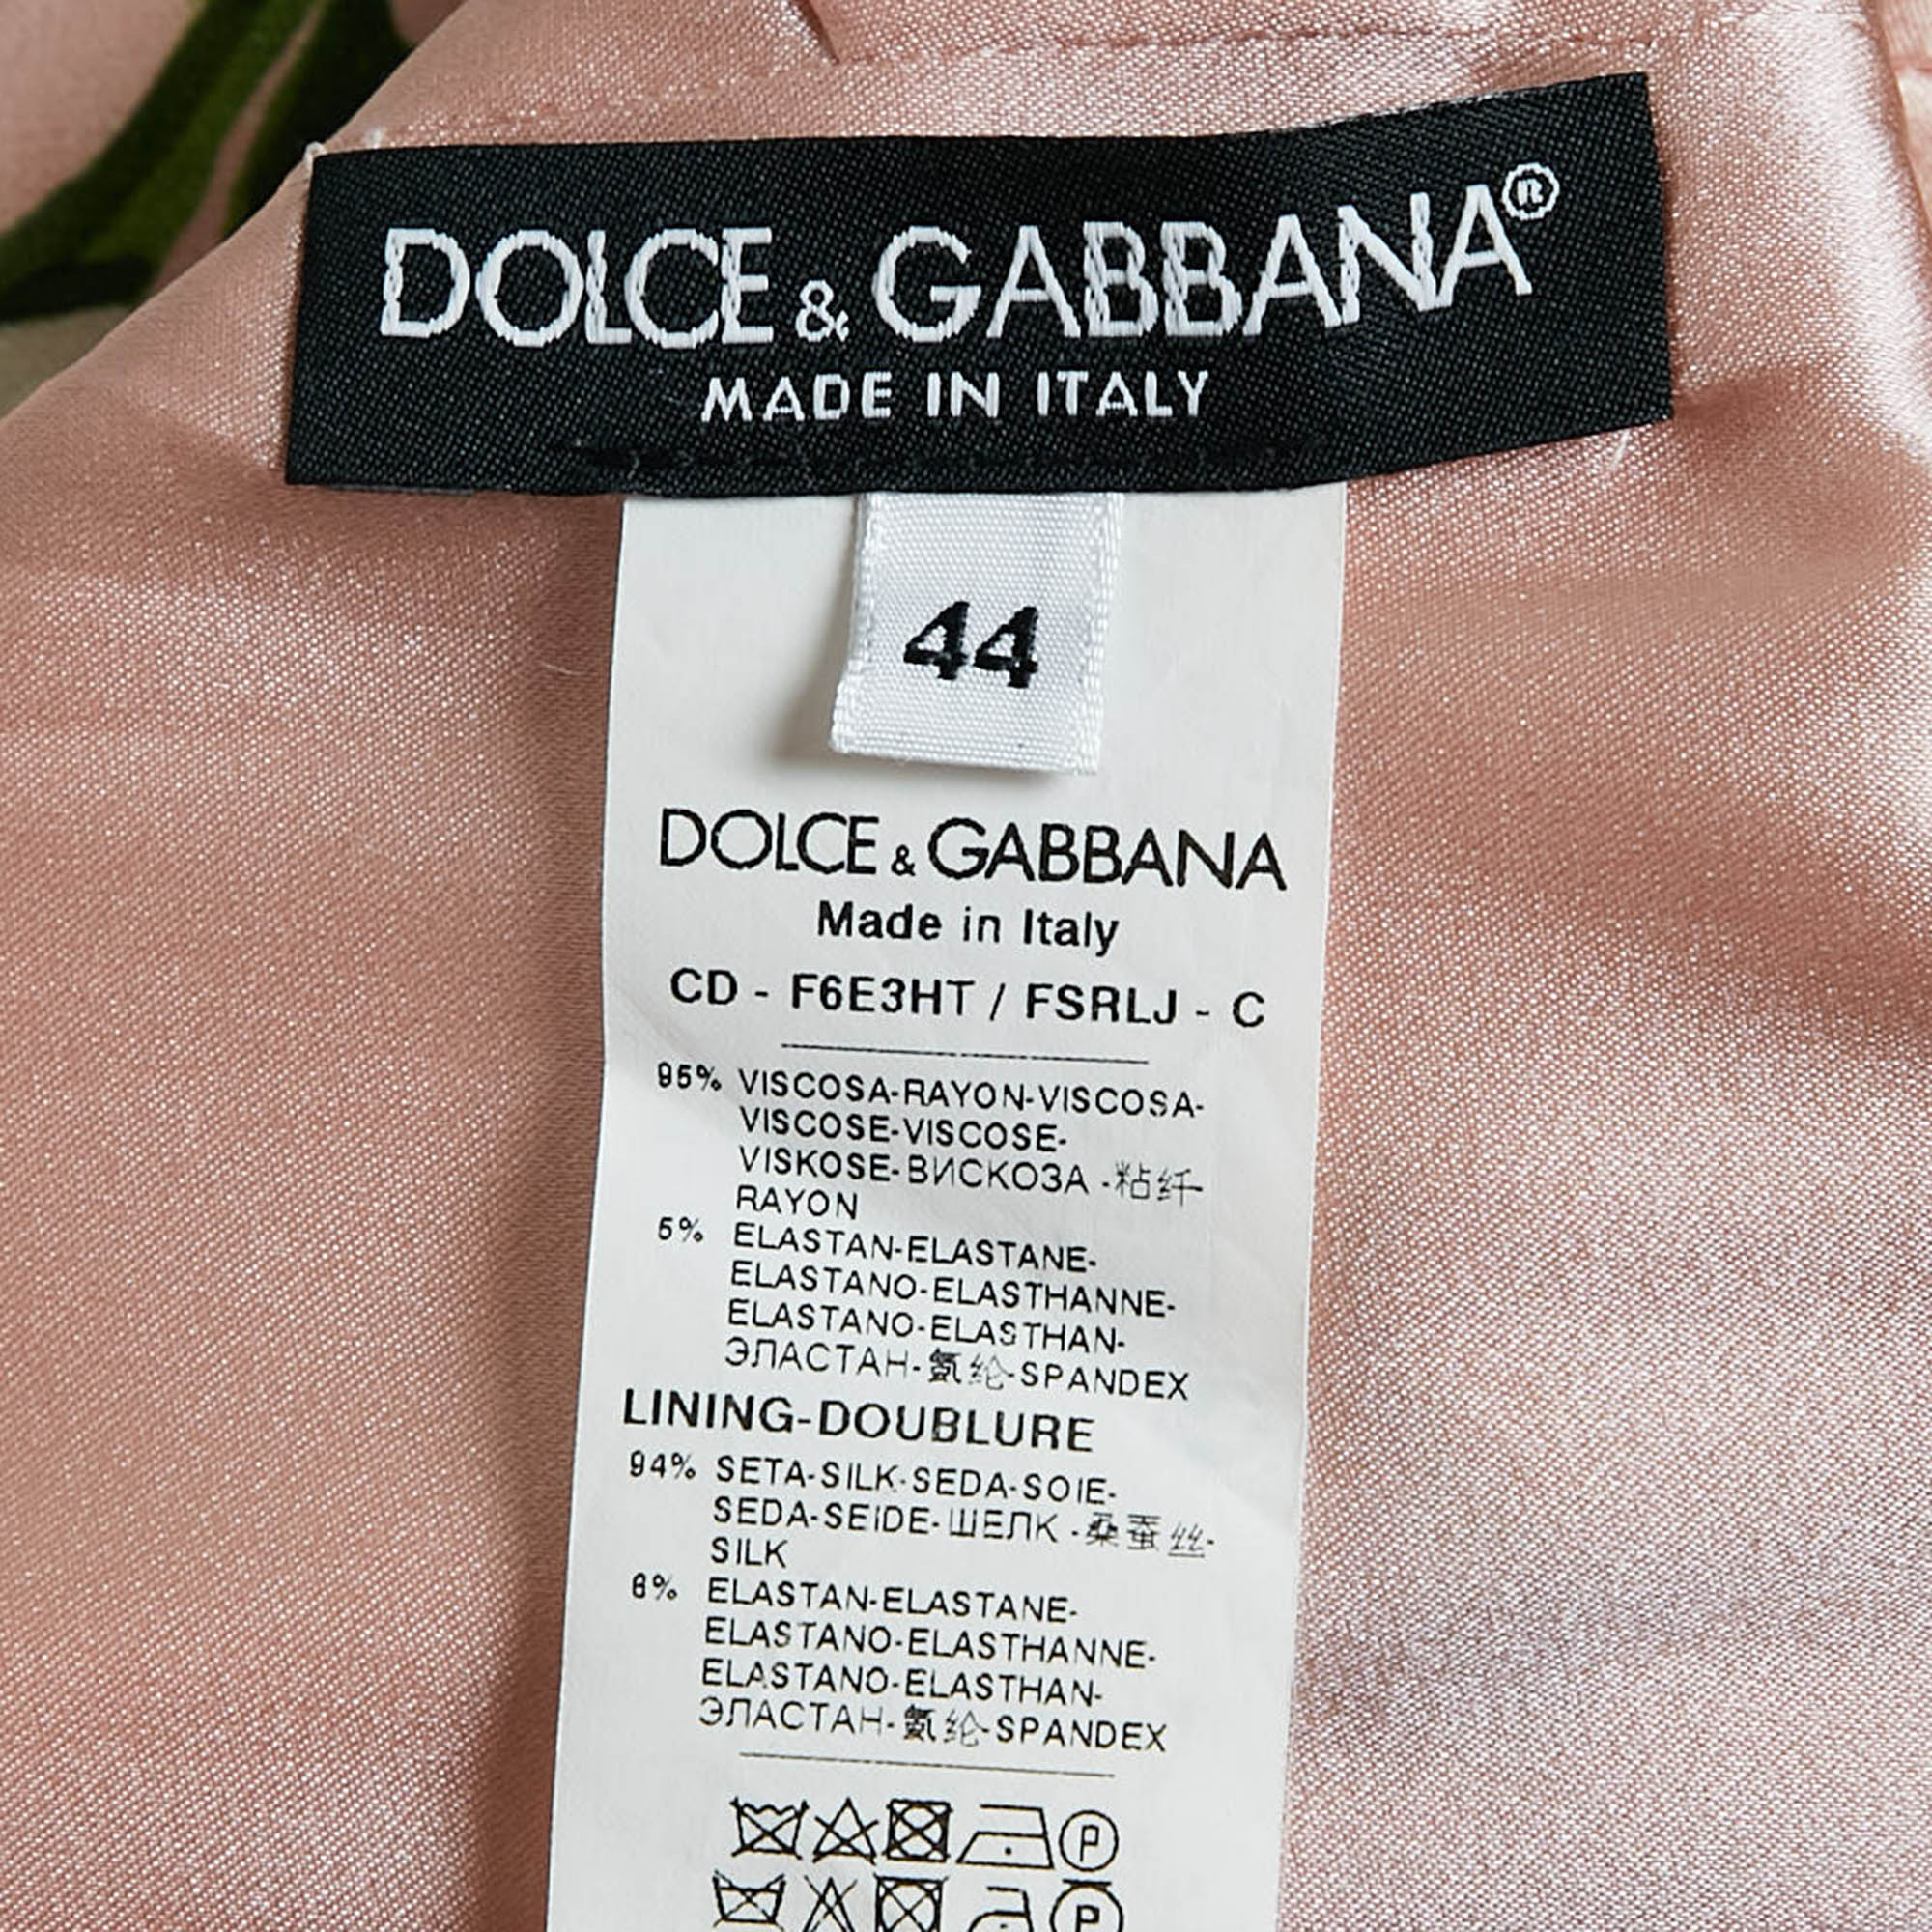 DOLCE & GABBANA®
MADE IN ITALY
44
DOLCE & GABBANA
Made in Italy
CD - F6E3HT / FSRLJ - C
95% VISCOSA-RAYON-VISCOSA-
VISCOSE-VISCOSE-
VISKOSE-ВИСКОЗА-粘纤-
RAYON
5% ELASTAN-ELASTANE-
ELASTANO-ELASTHANNE-
ELASTANO-ELASTHAN-
ЭЛАСТАН-氨纶-SPANDEX
LINING-DOUBLURE
94% SETA-SILK-SEDA-SOIE-
SEDA-SEIDE-ШЕЛК-桑蚕丝-
SILK
6% ELASTAN-ELASTANE-
ELASTANO-ELASTHANNE-
ELASTANO-ELASTHAN-
ЭЛАСТАН-氨纶-SPANDEX
P
P